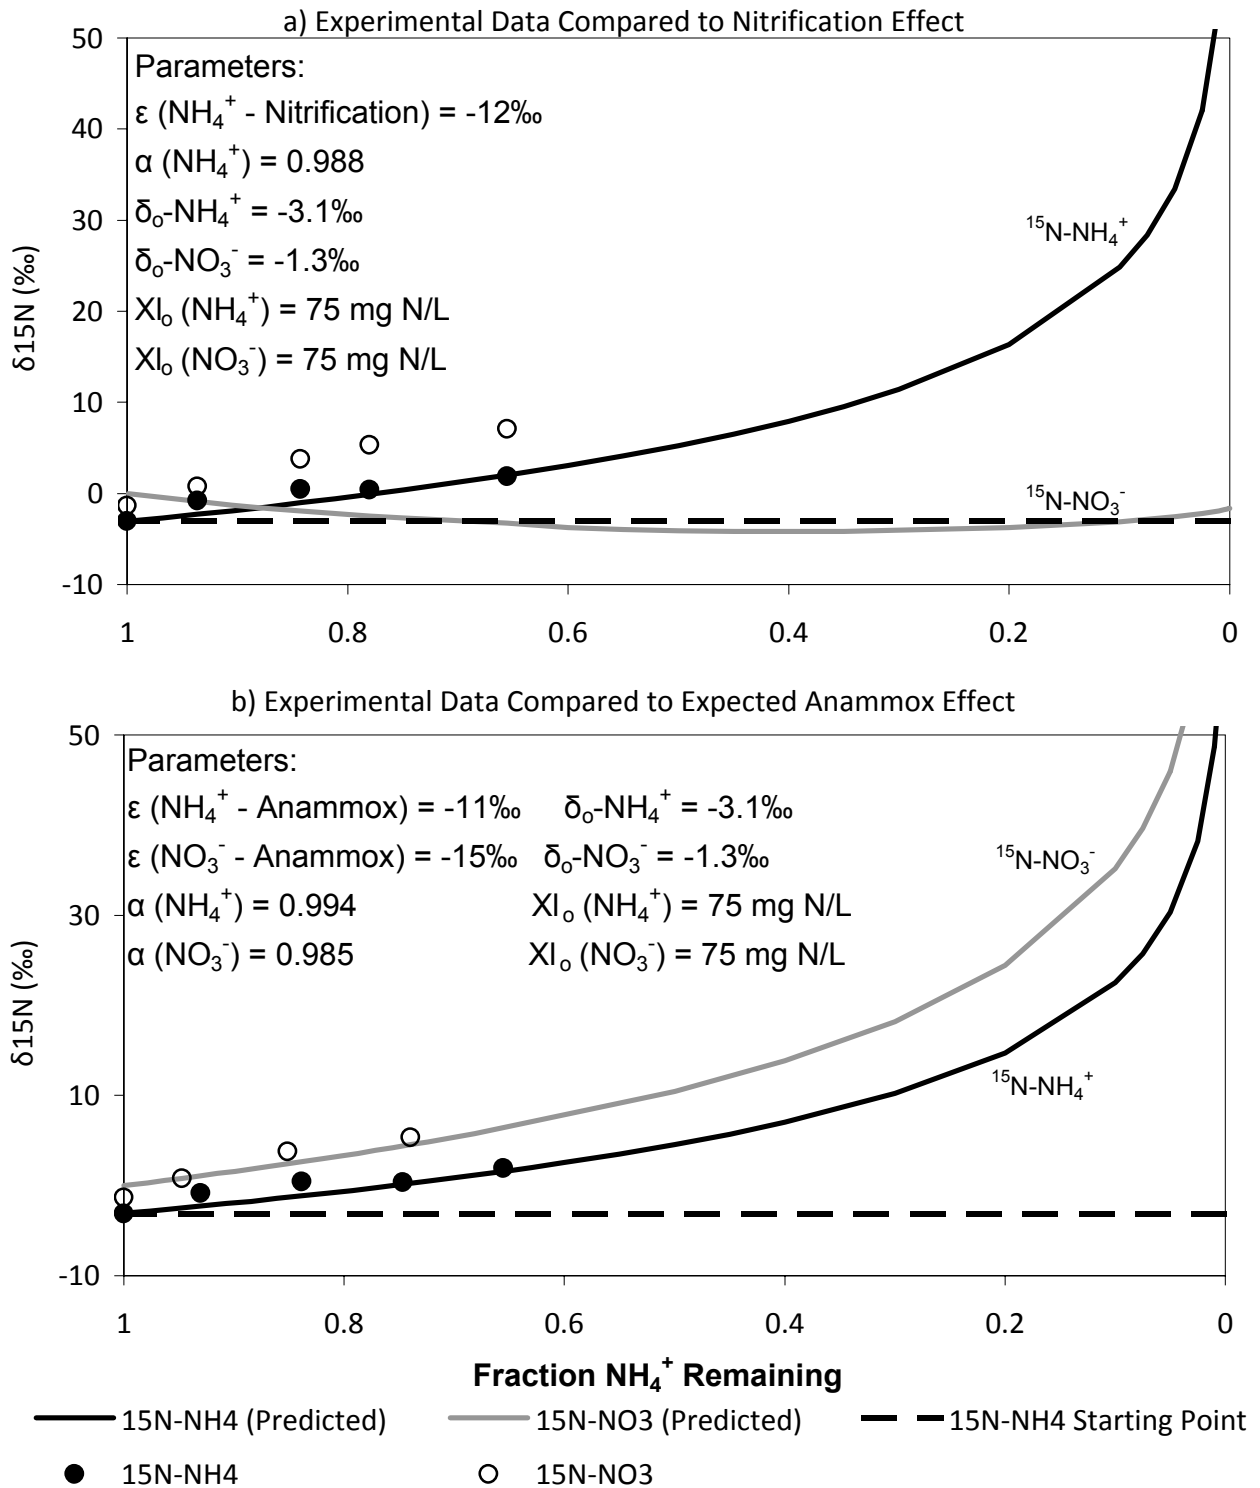 a) Experimental Data Compared to Nitrification Effect
50
Parameters:
ε (NH₄⁺ - Nitrification) = -12‰
40
α (NH₄⁺) = 0.988
δₒ-NH₄⁺ = -3.1‰
30
¹⁵N-NH₄⁺
δₒ-NO₃⁻ = -1.3‰
δ15N (‰)
20
Xlₒ (NH₄⁺) = 75 mg N/L
Xlₒ (NO₃⁻) = 75 mg N/L
10
0
¹⁵N-NO₃⁻
-10
1 0.8 0.6 0.4 0.2 0
b) Experimental Data Compared to Expected Anammox Effect
50
Parameters:
ε (NH₄⁺ - Anammox) = -11‰ δₒ-NH₄⁺ = -3.1‰
ε (NO₃⁻ - Anammox) = -15‰ δₒ-NO₃⁻ = -1.3‰
¹⁵N-NO₃⁻
30
α (NH₄⁺) = 0.994 Xlₒ (NH₄⁺) = 75 mg N/L
α (NO₃⁻) = 0.985 Xlₒ (NO₃⁻) = 75 mg N/L
δ15N (‰)
10
¹⁵N-NH₄⁺
-10
1 0.8 0.6 0.4 0.2 0
Fraction NH₄⁺ Remaining
15N-NH4 (Predicted) 15N-NO3 (Predicted) 15N-NH4 Starting Point
15N-NH4 15N-NO3